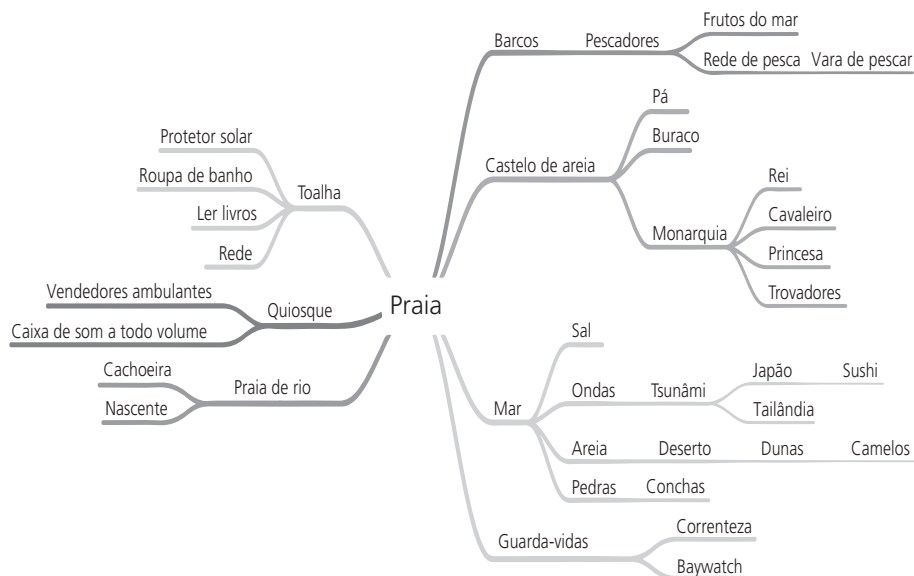 Praia
Barcos
Pescadores
Frutos do mar
Rede de pesca
Vara de pescar
Castelo de areia
Pá
Buraco
Monarquia
Rei
Cavaleiro
Princesa
Trovadores
Mar
Sal
Ondas
Tsunâmi
Japão
Sushi
Tailândia
Areia
Deserto
Dunas
Camelos
Pedras
Conchas
Guarda-vidas
Correnteza
Baywatch
Toalha
Protetor solar
Roupa de banho
Ler livros
Rede
Quiosque
Vendedores ambulantes
Caixa de som a todo volume
Praia de rio
Cachoeira
Nascente